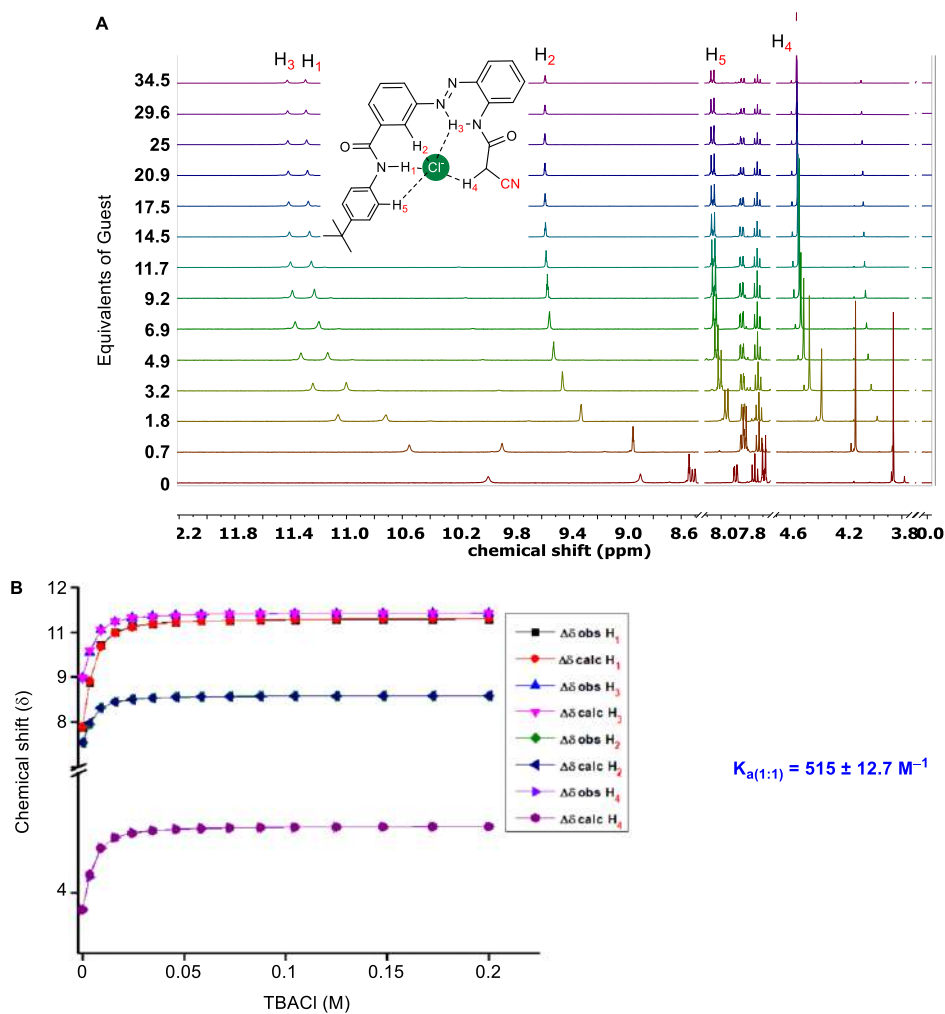 A
H3 H1 H2 H5 H4
34.5
29.6
25
20.9
17.5
14.5
11.7
9.2
6.9
4.9
3.2
1.8
0.7
0
Equivalents of Guest
N
N
N
H3
N
H2
O
O
N
H1
Cl-
H4
CN
H5
2.2 11.8 11.4 11.0 10.6 10.2 9.8 9.4 9.0 8.6 8.07.8 4.6 4.2 3.8 0.0
chemical shift (ppm)
B
12
11
9
8
4
Chemical shift (δ)
0 0.05 0.1 0.15 0.2
TBACl (M)
Δδ obs H1
Δδ calc H1
Δδ obs H3
Δδ calc H3
Δδ obs H2
Δδ calc H2
Δδ obs H4
Δδ calc H4
Ka(1:1) = 515 ± 12.7 M–1